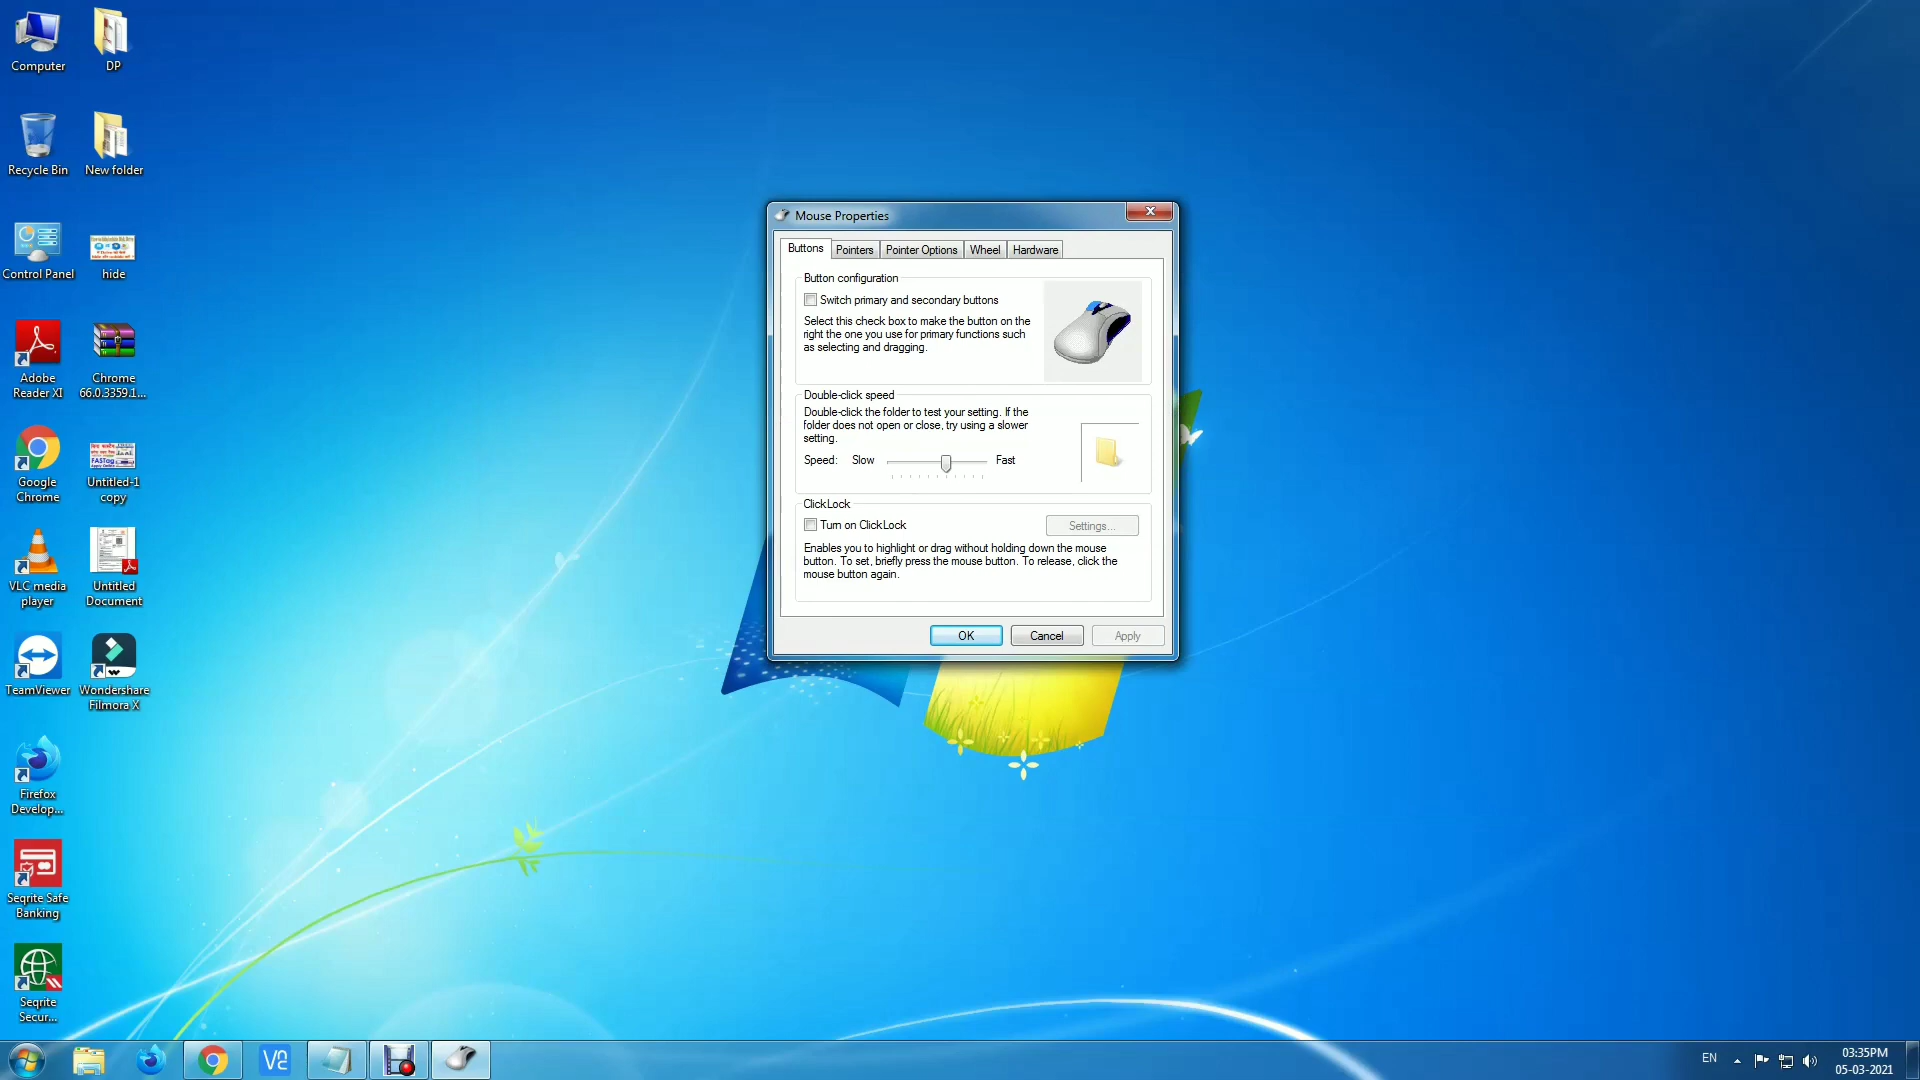 Computer
DP
Recycle Bin
New folder
Control Panel
hide
Adobe
Reader XI
Chrome
66.0.3359.1...
Google
Chrome
Untitled-1
copy
VLC media
player
Untitled
Document
TeamViewer
Wondershare
Filmora X
Firefox
Develop...
Seqrite Safe
Banking
Seqrite
Secur...
Mouse Properties
Buttons Pointers Pointer Options Wheel Hardware
Button configuration
Switch primary and secondary buttons
Select this check box to make the button on the
right the one you use for primary functions such
as selecting and dragging.
Double-click speed
Double-click the folder to test your setting. If the
folder does not open or close, try using a slower
setting.
Speed: Slow Fast
ClickLock
Turn on ClickLock
Settings...
Enables you to highlight or drag without holding down the mouse
button. To set, briefly press the mouse button. To release, click the
mouse button again.
OK Cancel Apply
EN
03:35PM
05-03-2021